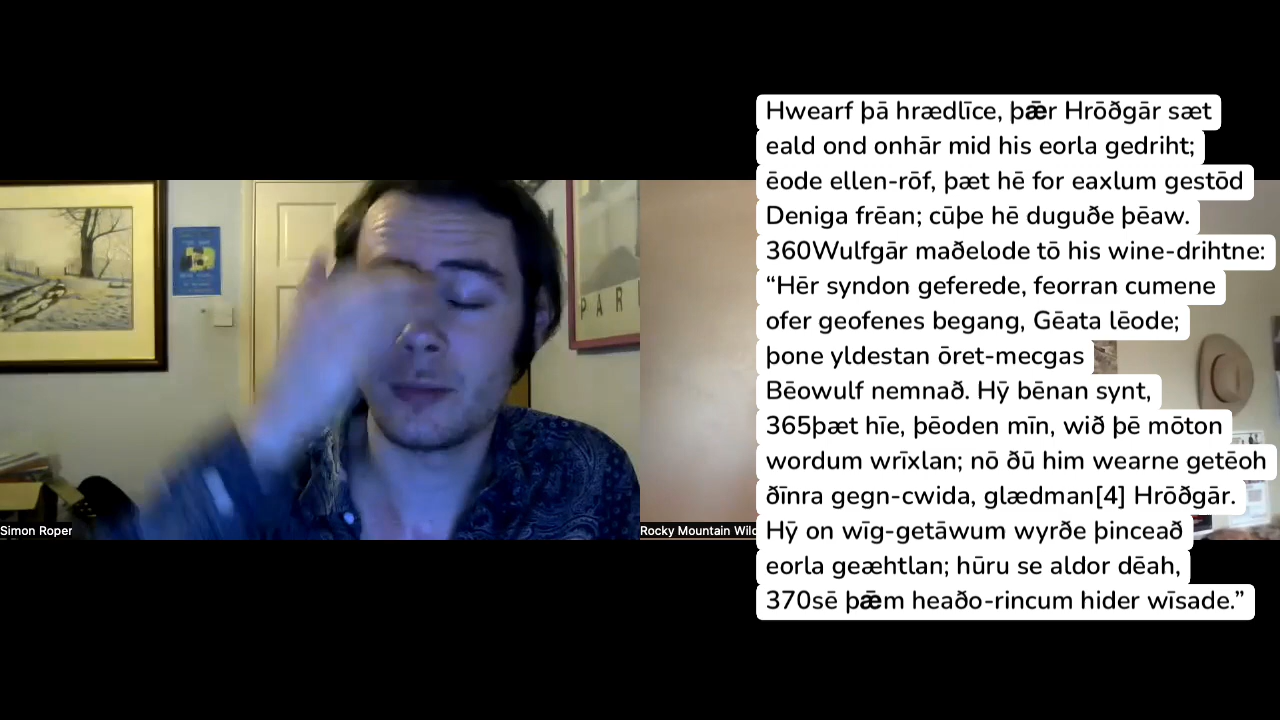 Hwearf þā hrædlīce, þǣr Hrōðgār sæt
eald ond onhār mid his eorla gedriht;
ēode ellen-rōf, þæt hē for eaxlum gestōd
Deniga frēan; cūþe hē duguðe þēaw.
360Wulfgār maðelode tō his wine-drihtne:
“Hēr syndon geferede, feorran cumene
ofer geofenes begang, Gēata lēode;
þone yldestan ōret-mecgas
Bēowulf nemnað. Hȳ bēnan synt,
365þæt hīe, þēoden mīn, wið þē mōton
wordum wrīxlan; nō ðū him wearne getēoh
ðīnra gegn-cwida, glædman[4] Hrōðgār.
Hȳ on wīg-getāwum wyrðe þinceað
eorla geæhtlan; hūru se aldor dēah,
370sē þǣm heaðo-rincum hider wīsade.”
PARI
Simon Roper
Rocky Mountain Wild